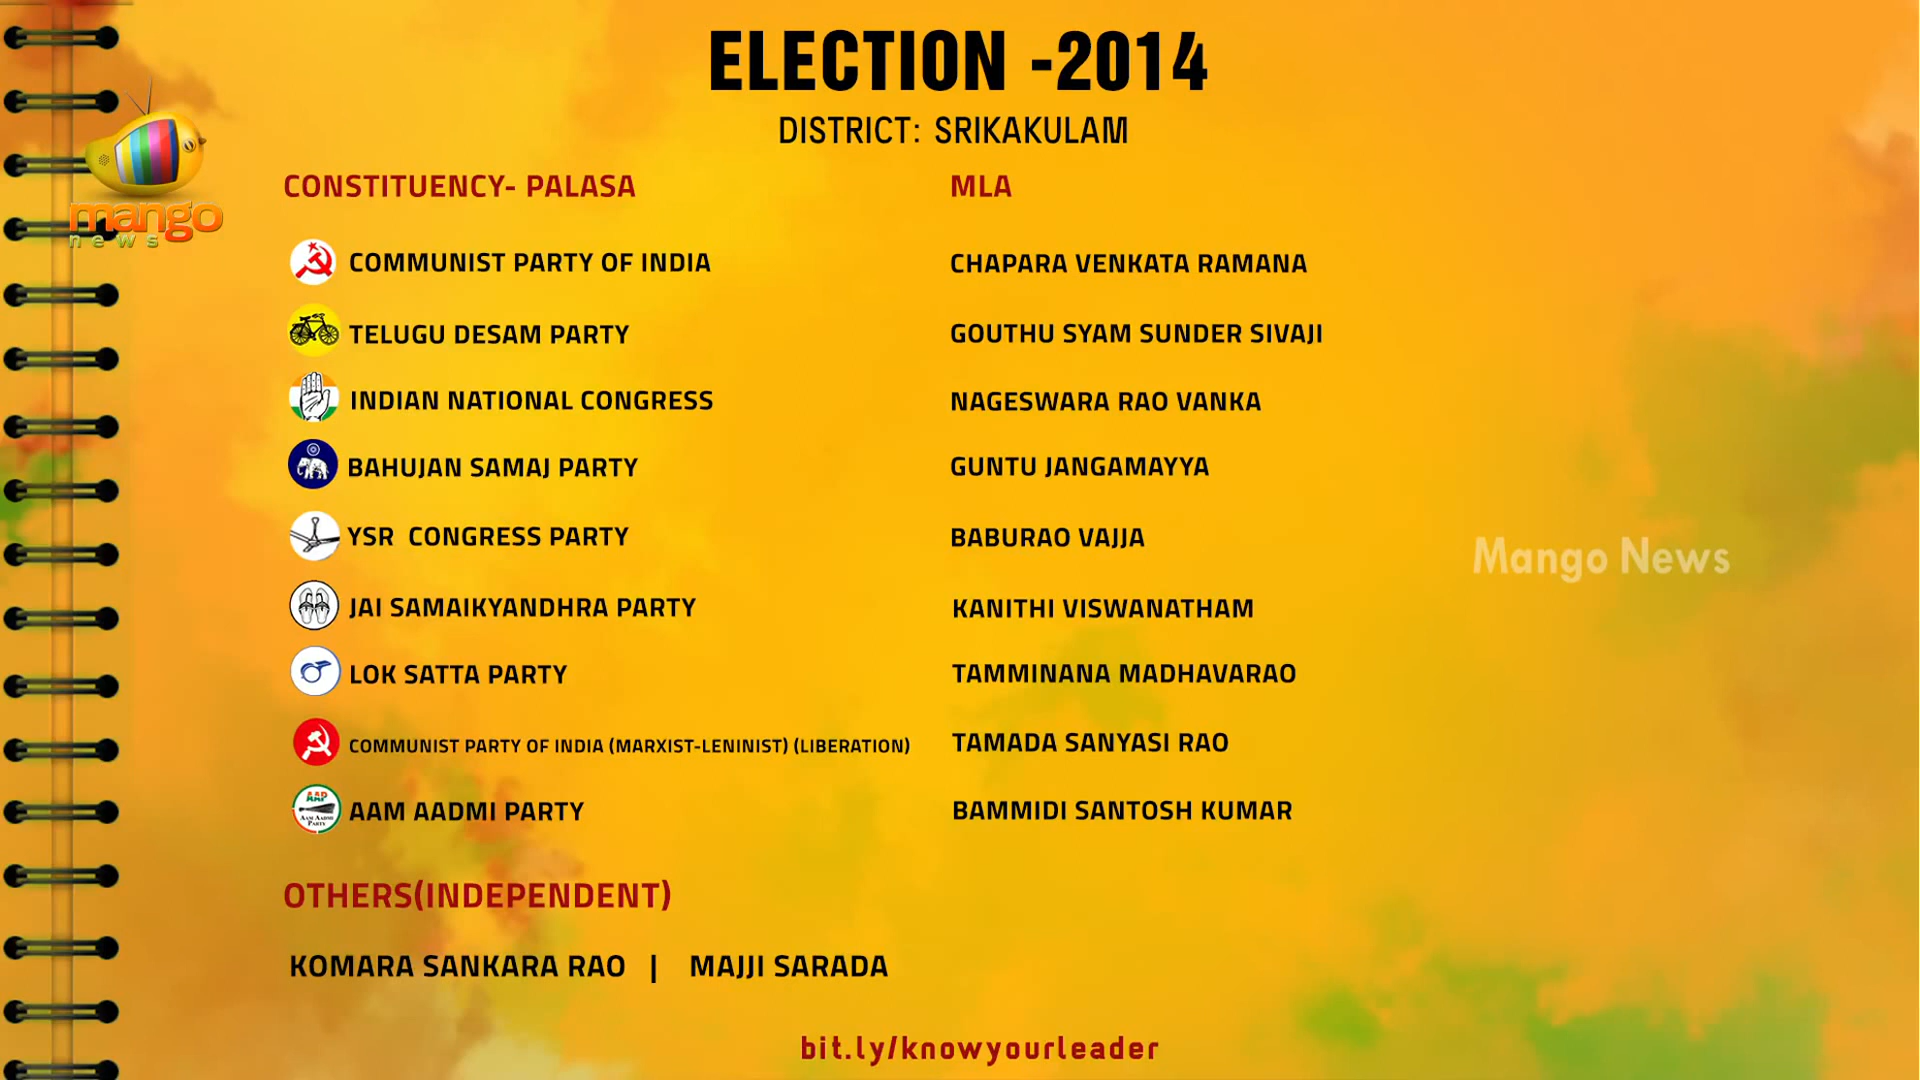 ELECTION -2014
DISTRICT: SRIKAKULAM
mango
news
CONSTITUENCY- PALASA MLA
COMMUNIST PARTY OF INDIA CHAPARA VENKATA RAMANA
TELUGU DESAM PARTY GOUTHU SYAM SUNDER SIVAJI
INDIAN NATIONAL CONGRESS NAGESWARA RAO VANKA
BAHUJAN SAMAJ PARTY GUNTU JANGAMAYYA
YSR CONGRESS PARTY BABURAO VAJJA
Mango News
JAI SAMAIKYANDHRA PARTY KANITHI VISWANATHAM
LOK SATTA PARTY TAMMINANA MADHAVARAO
COMMUNIST PARTY OF INDIA (MARXIST-LENINIST) (LIBERATION) TAMADA SANYASI RAO
AAP
AAM AADMI
PARTY
AAM AADMI PARTY BAMMIDI SANTOSH KUMAR
OTHERS(INDEPENDENT)
KOMARA SANKARA RAO | MAJJI SARADA
bit.ly/knowyourleader